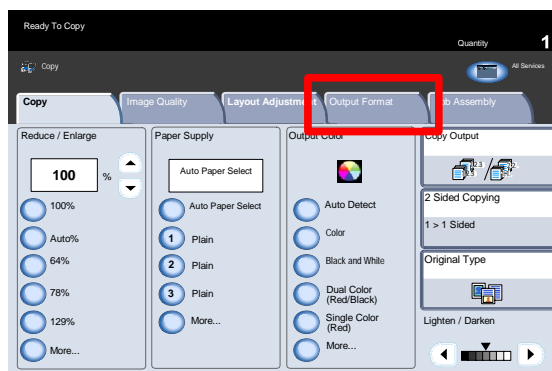 Ready To Copy
Quantity 1
Copy
All Services
Copy
Image Quality
Layout Adjustment
Output Format
Job Assembly
Reduce / Enlarge
100 %
100%
Auto%
64%
78%
129%
More...
Paper Supply
Auto Paper Select
Auto Paper Select
1 Plain
2 Plain
3 Plain
More...
Output Color
Auto Detect
Color
Black and White
Dual Color
(Red/Black)
Single Color
(Red)
More...
Copy Output
2 Sided Copying
1 > 1 Sided
Original Type
Lighten / Darken